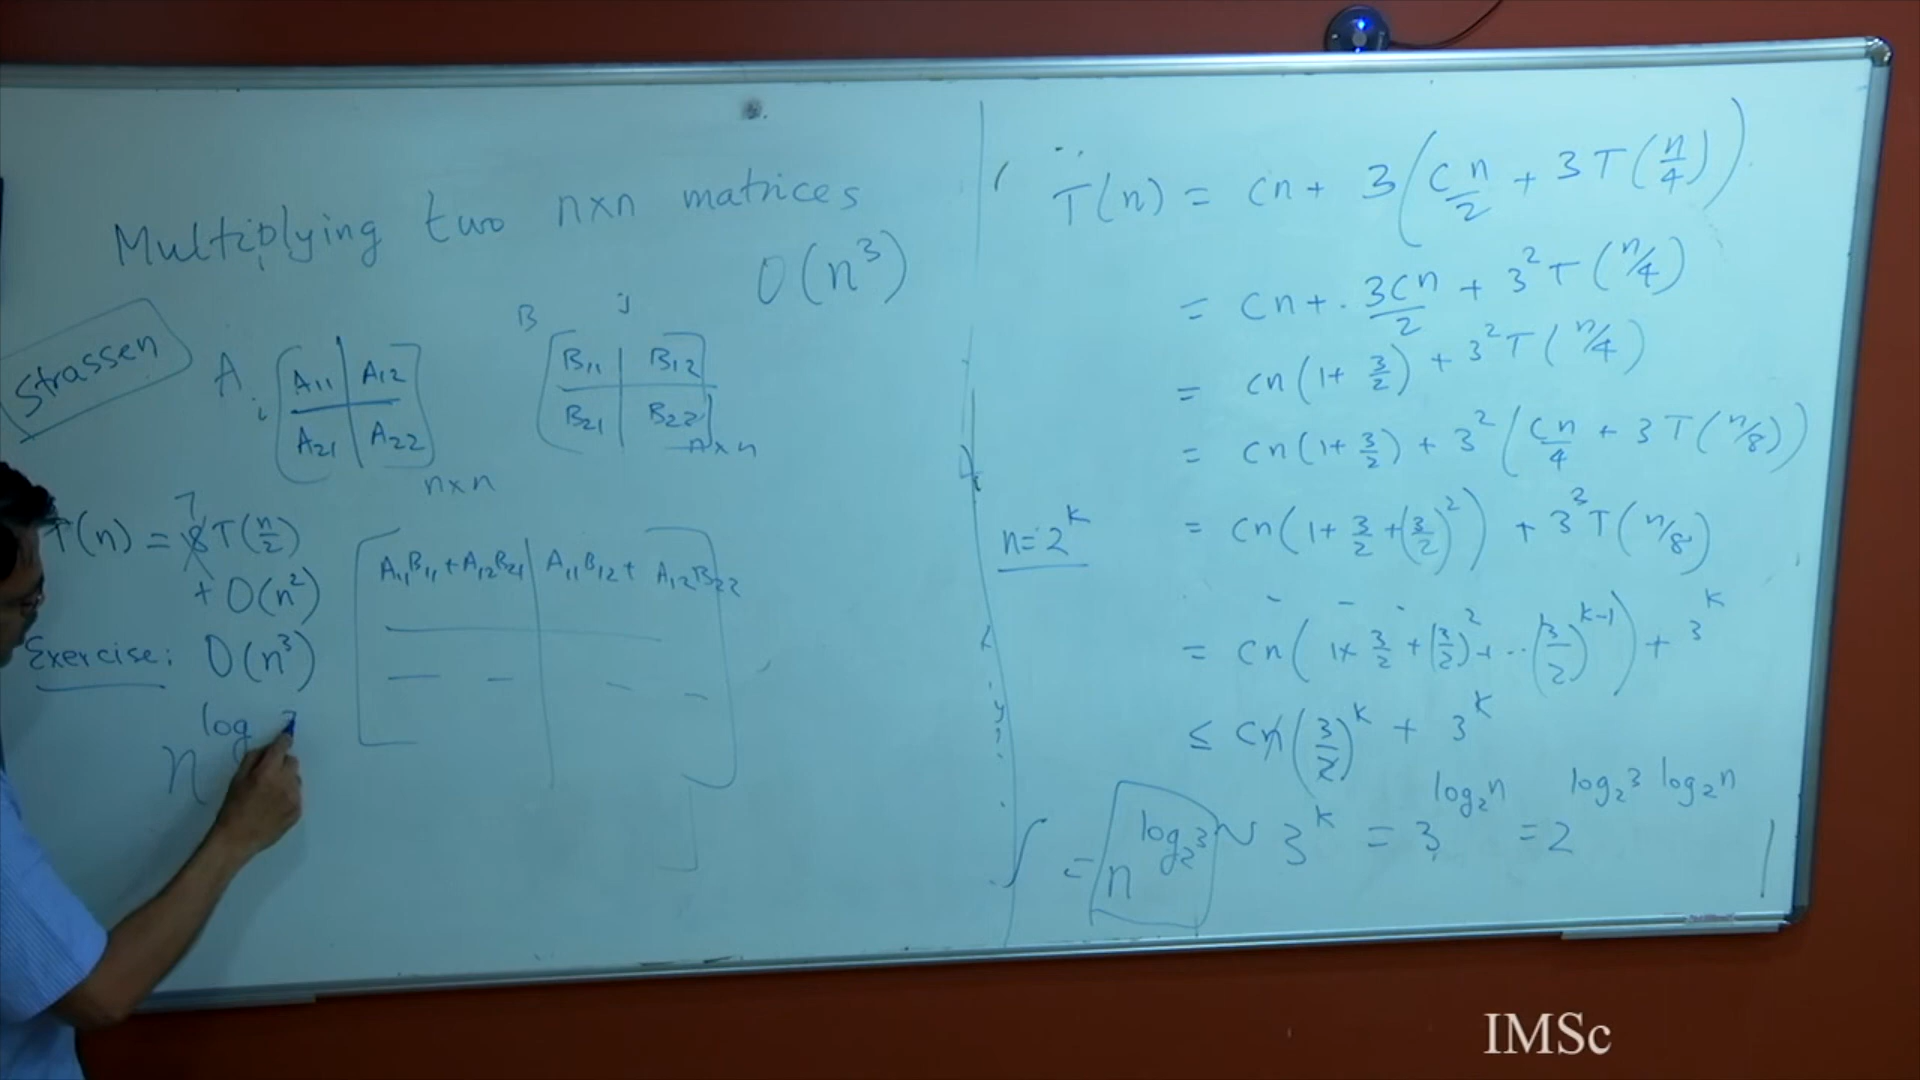 Multiplying two n×n matrices
O(n³)
Strassen
A
i
A₁₁ A₁₂
A₂₁ A₂₂
n×n
B
j
B₁₁ B₁₂
B₂₁ B₂₂
n×n
7
T(n) = 8T(n/2)
+ O(n²)
Exercise: O(n³)
n^log
A₁₁B₁₁ + A₁₂B₂₁ A₁₁B₁₂ + A₁₂B₂₂
T(n) = cn + 3(cn/2 + 3T(n/4))
= cn + 3cn/2 + 3²T(n/4)
= cn(1+ 3/2) + 3²T(n/4)
= cn(1+ 3/2) + 3²(cn/4 + 3T(n/8))
n=2^k
= cn(1+ 3/2 + (3/2)²) + 3³T(n/8)
= cn(1+ 3/2 + (3/2)² + ..(3/2)^k-1) + 3^k
≤ cn(3/2)^k + 3^k
= n^log₂3 ~ 3^k = 3^log₂n = 2^log₂3 log₂n
IMSc